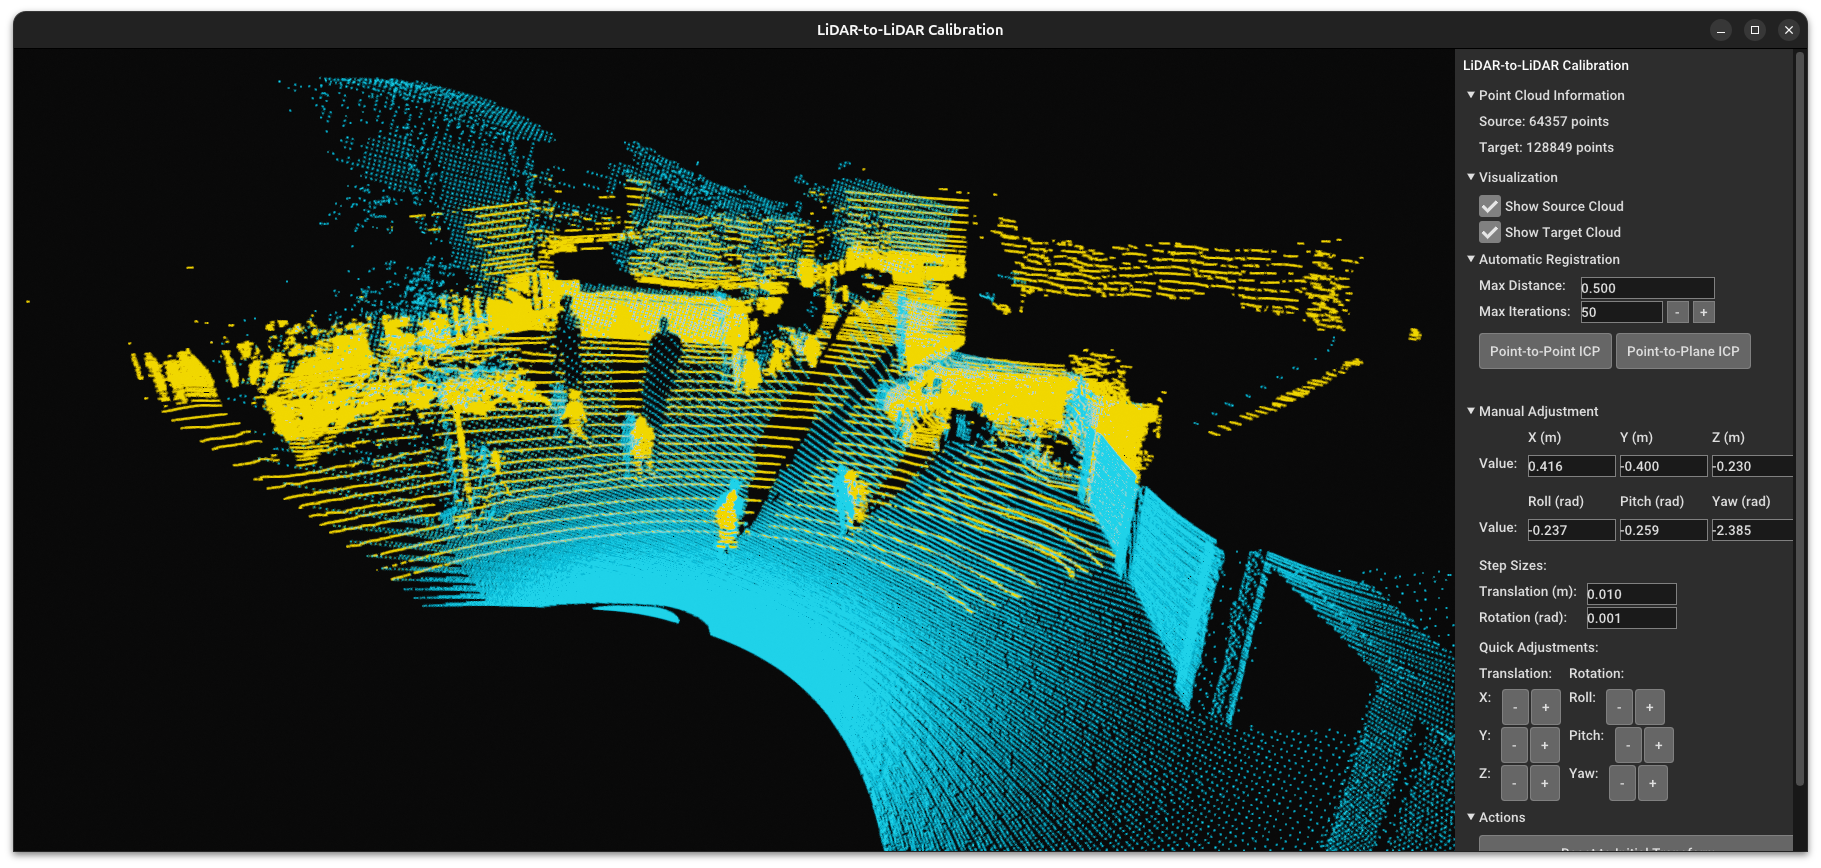 LiDAR-to-LiDAR Calibration
LiDAR-to-LiDAR Calibration
Point Cloud Information
Source: 64357 points
Target: 128849 points
Visualization
Show Source Cloud
Show Target Cloud
Automatic Registration
Max Distance: 0.500
Max Iterations: 50 - +
Point-to-Point ICP Point-to-Plane ICP
Manual Adjustment
X (m) Y (m) Z (m)
Value: 0.416 -0.400 -0.230
Roll (rad) Pitch (rad) Yaw (rad)
Value: -0.237 -0.259 -2.385
Step Sizes:
Translation (m): 0.010
Rotation (rad): 0.001
Quick Adjustments:
Translation: Rotation:
X: - + Roll: - +
Y: - + Pitch: - +
Z: - + Yaw: - +
Actions